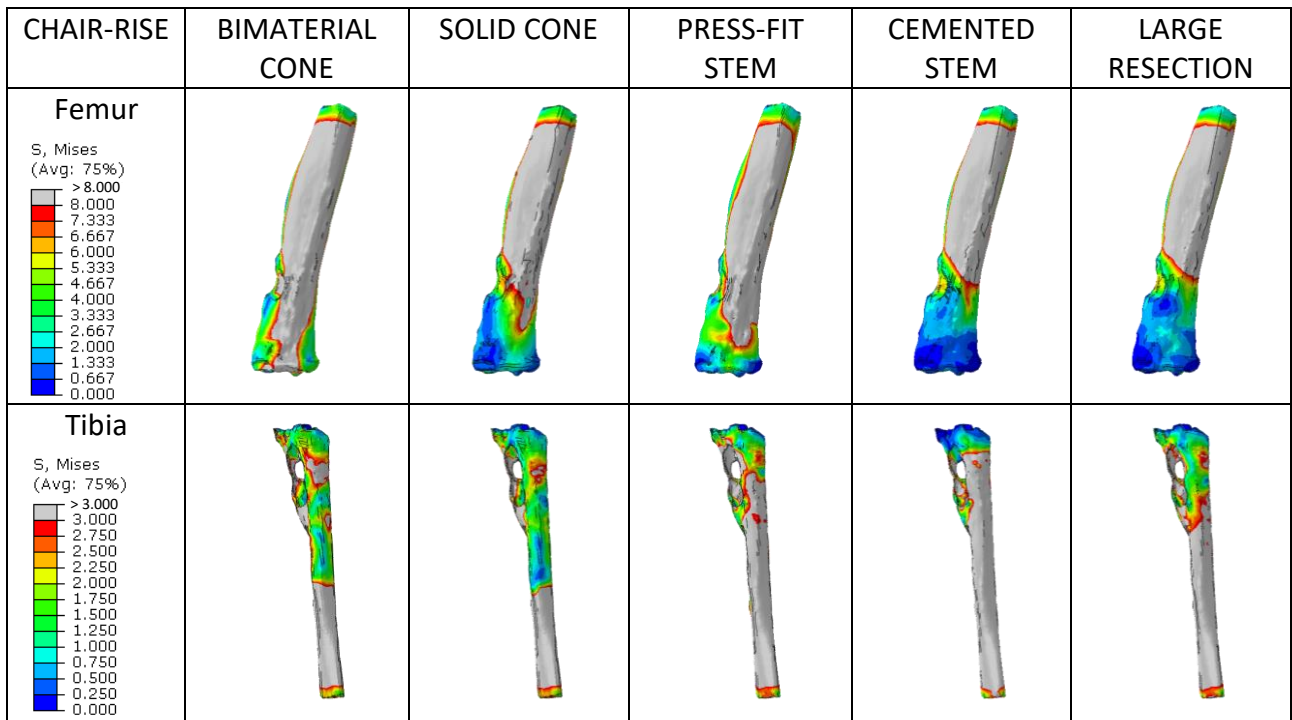 CHAIR-RISE
BIMATERIAL
CONE
SOLID CONE
PRESS-FIT
STEM
CEMENTED
STEM
LARGE
RESECTION
Femur
S, Mises
(Avg: 75%)
> 8.000
8.000
7.333
6.667
6.000
5.333
4.667
4.000
3.333
2.667
2.000
1.333
0.667
0.000
Tibia
S, Mises
(Avg: 75%)
> 3.000
3.000
2.750
2.500
2.250
2.000
1.750
1.500
1.250
1.000
0.750
0.500
0.250
0.000